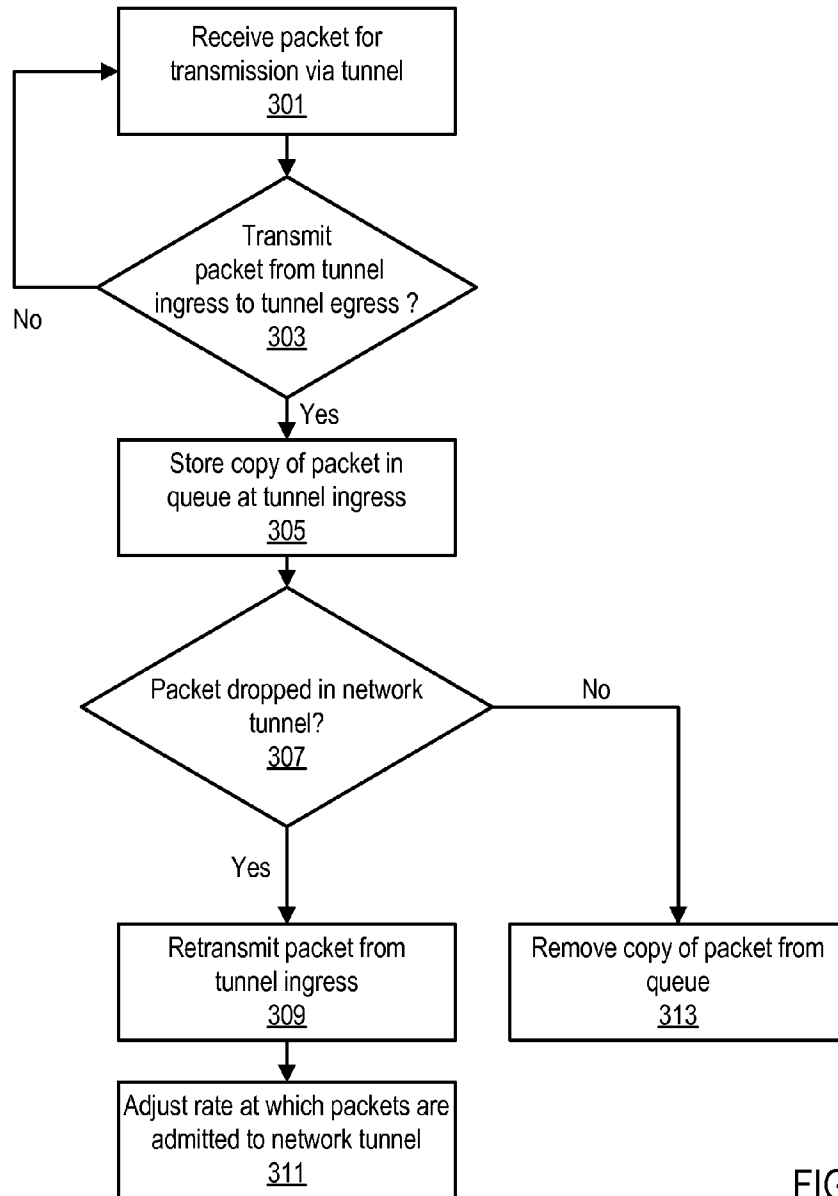 Receive packet for
transmission via tunnel
301
Transmit
packet from tunnel
ingress to tunnel egress ?
303
No
Yes
Store copy of packet in
queue at tunnel ingress
305
Packet dropped in network
tunnel?
307
No
Yes
Retransmit packet from
tunnel ingress
309
Remove copy of packet from
queue
313
Adjust rate at which packets are
admitted to network tunnel
311
FIG